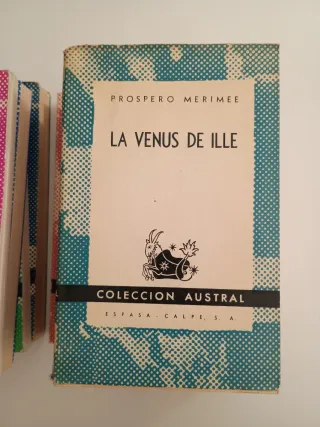 PROSPERO MERIMEE
LA VENUS DE ILLE
COLECCION AUSTRAL
ESPASA-CALPE, S. A.